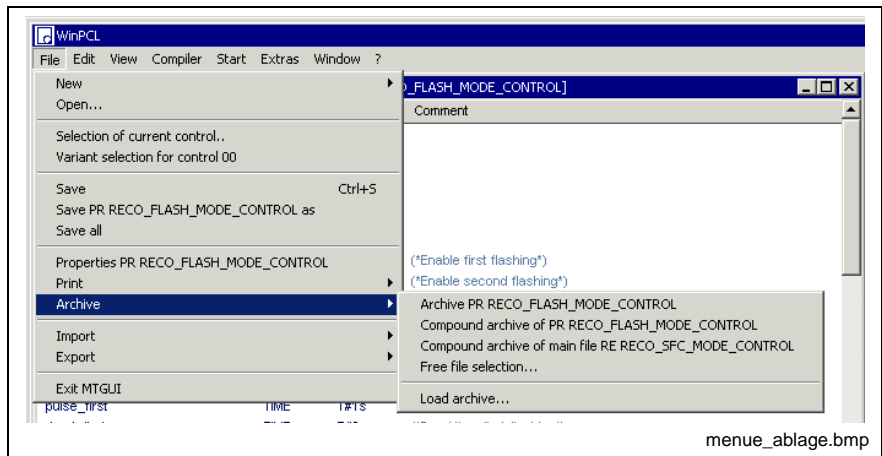 WinPCL
File Edit View Compiler Start Extras Window ?
New
Open...
Selection of current control..
Variant selection for control 00
Save Ctrl+S
Save PR RECO_FLASH_MODE_CONTROL as
Save all
Properties PR RECO_FLASH_MODE_CONTROL
Print
Archive
Import
Export
Exit MTGUI
_FLASH_MODE_CONTROL]
Comment
(*Enable first flashing*)
(*Enable second flashing*)
Archive PR RECO_FLASH_MODE_CONTROL
Compound archive of PR RECO_FLASH_MODE_CONTROL
Compound archive of main file RE RECO_SFC_MODE_CONTROL
Free file selection...
Load archive...
pulse_first TIME T#1s
menue_ablage.bmp